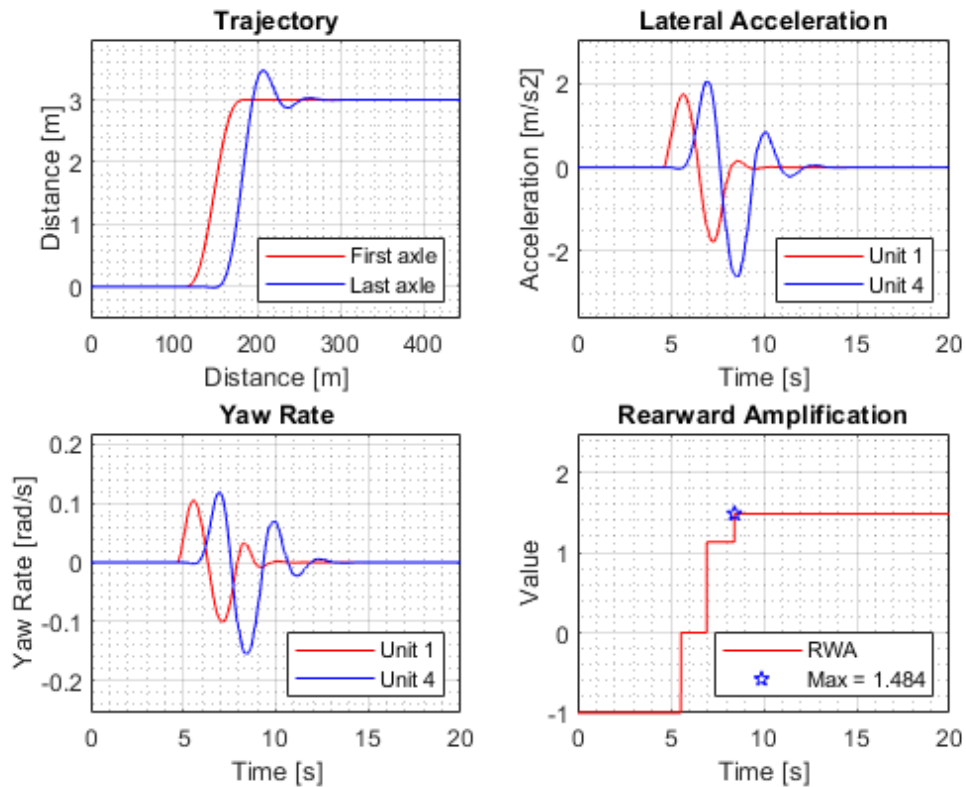 Trajectory
Distance [m]
3
2
1
0
0 100 200 300 400
Distance [m]
First axle
Last axle
Lateral Acceleration
Acceleration [m/s2]
2
0
-2
0 5 10 15 20
Time [s]
Unit 1
Unit 4
Yaw Rate
Yaw Rate [rad/s]
0.2
0.1
0
-0.1
-0.2
0 5 10 15 20
Time [s]
Unit 1
Unit 4
Rearward Amplification
Value
2
1
0
-1
0 5 10 15 20
Time [s]
RWA
Max = 1.484